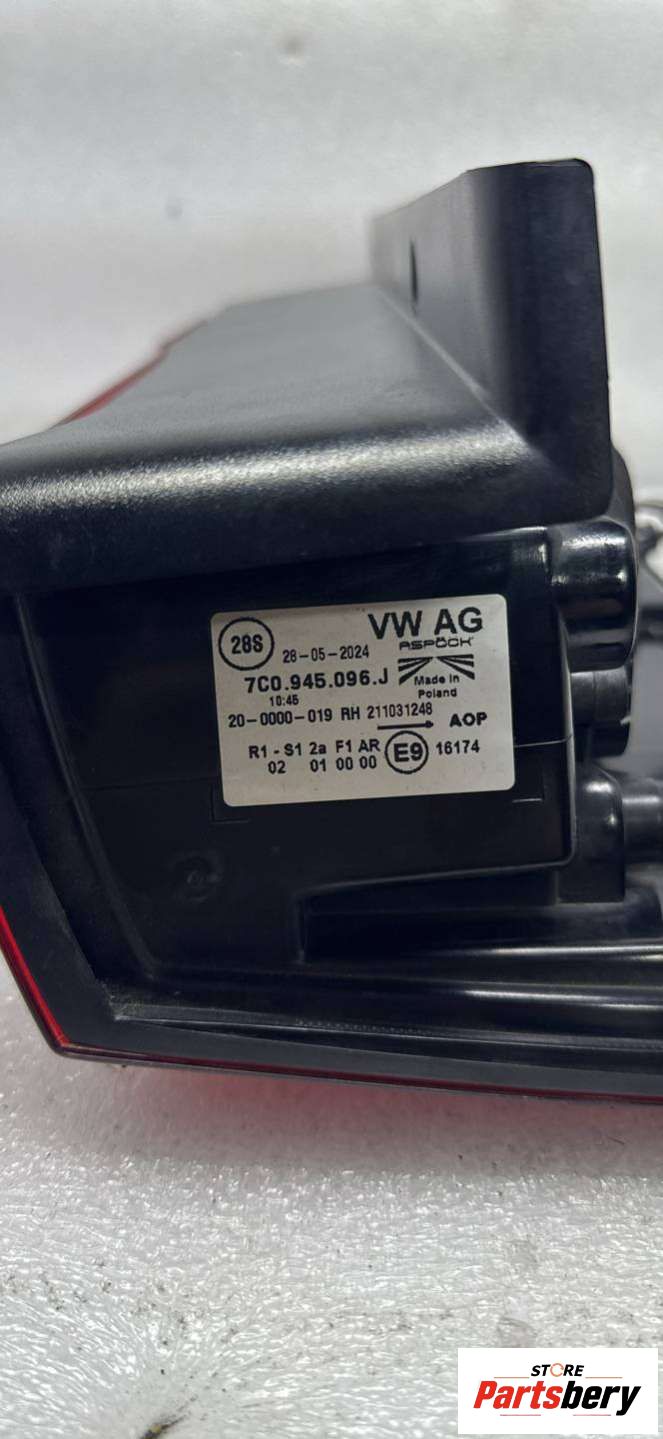 28S
28-05-2024
VW AG
ASPÖCK
7C0.945.096.J
Made in
Poland
10:45
20-0000-019 RH 211031248
AOP
R1 - S1 2a F1 AR
02 01 00 00
E9
16174
STORE
Partsbery